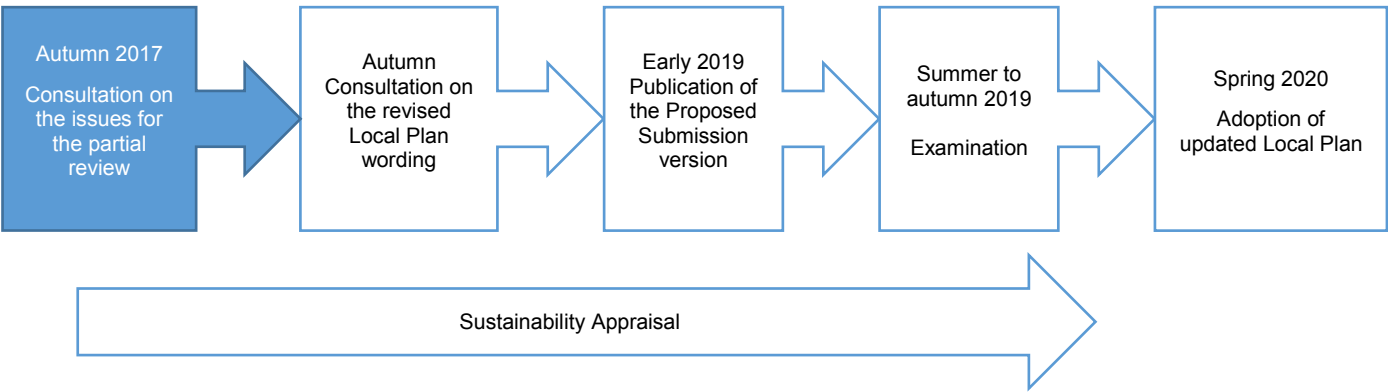 Autumn 2017
Consultation on
the issues for
the partial
review
Autumn
Consultation on
the revised
Local Plan
wording
Early 2019
Publication of
the Proposed
Submission
version
Summer to
autumn 2019
Examination
Spring 2020
Adoption of
updated Local Plan
Sustainability Appraisal